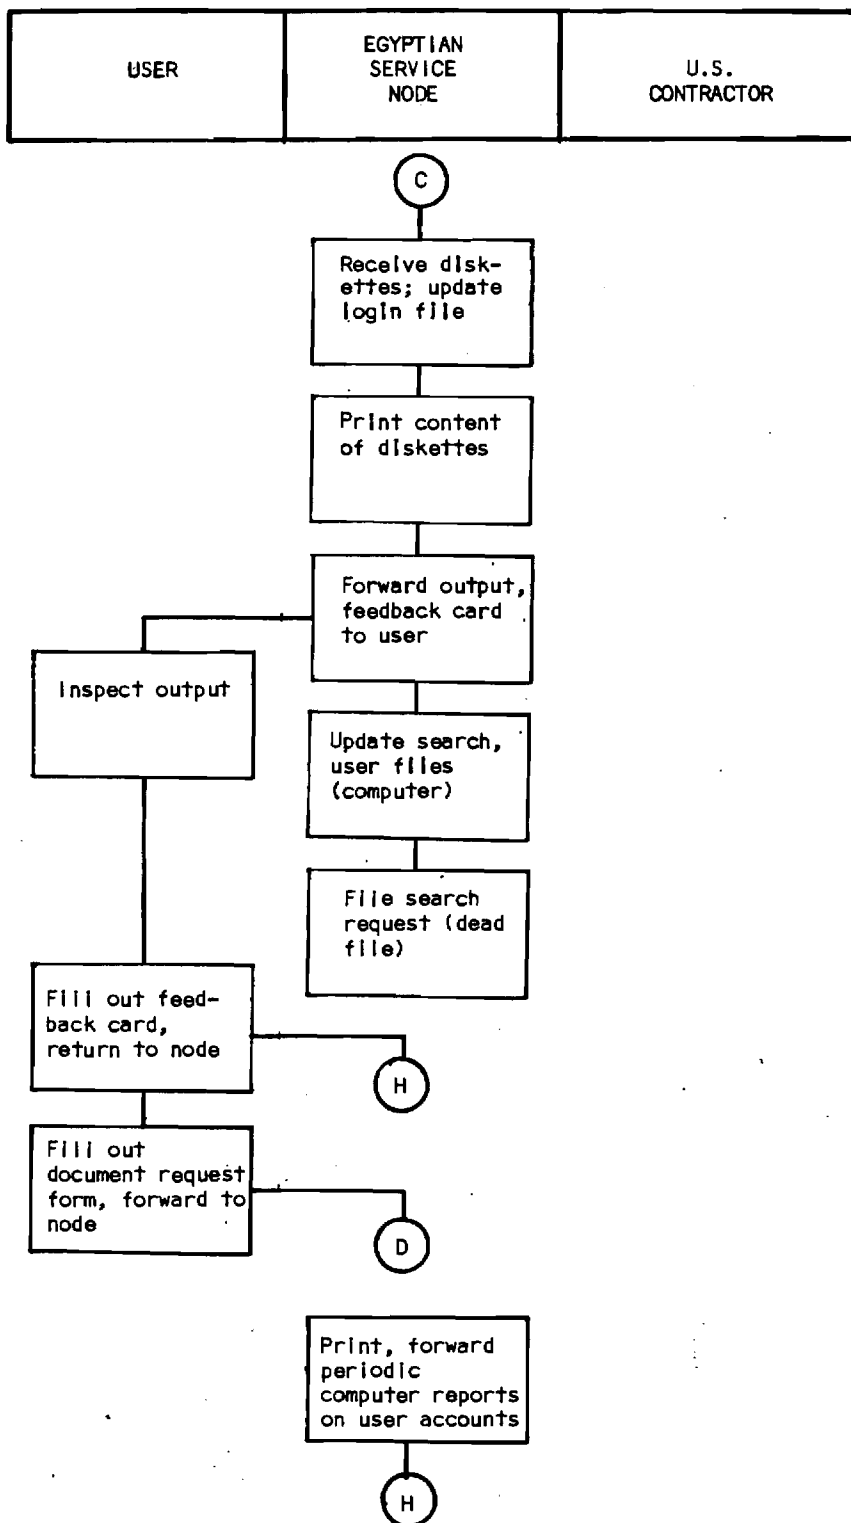 USER
EGYPTIAN
SERVICE
NODE
U.S.
CONTRACTOR
C
Receive disk-
ettes; update
login file
Print content
of diskettes
Forward output,
feedback card
to user
Inspect output
Update search,
user files
(computer)
File search
request (dead
file)
Fill out feed-
back card,
return to node
H
Fill out
document request
form, forward to
node
D
Print, forward
periodic
computer reports
on user accounts
H